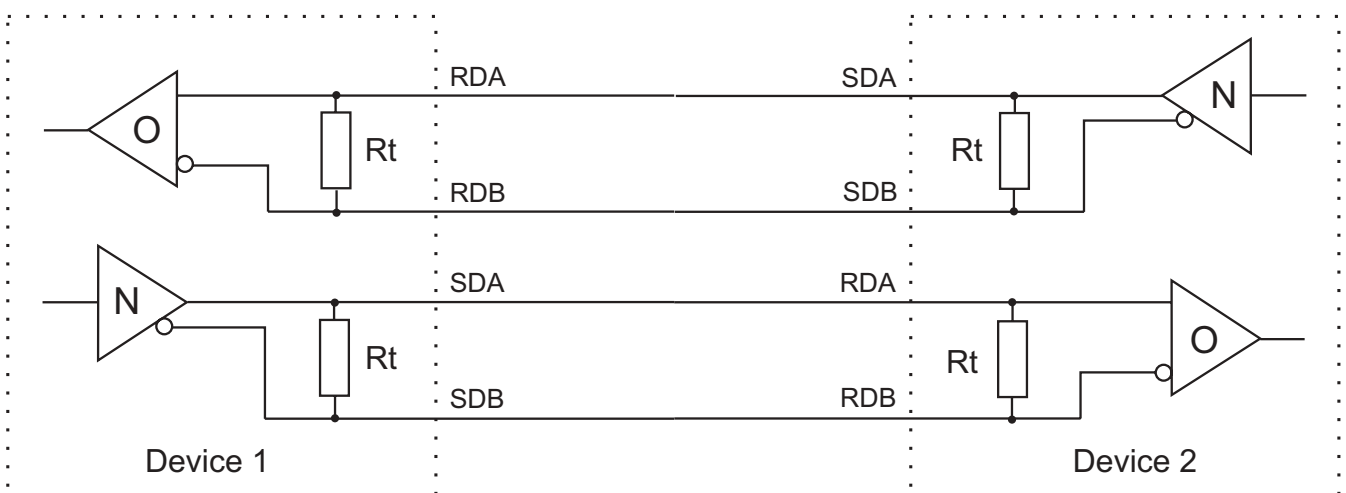 RDA SDA
O Rt Rt N
RDB SDB
N SDA RDA
Rt Rt O
SDB RDB
Device 1 Device 2